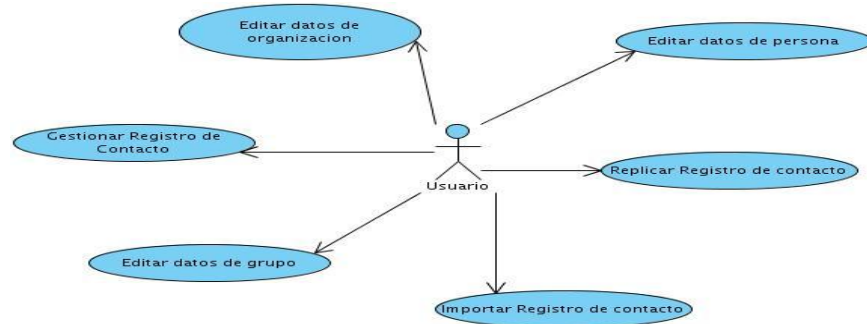 Editar datos de
organizacion
Editar datos de persona
Gestionar Registro de
Contacto
Usuario
Replicar Registro de contacto
Editar datos de grupo
Importar Registro de contacto